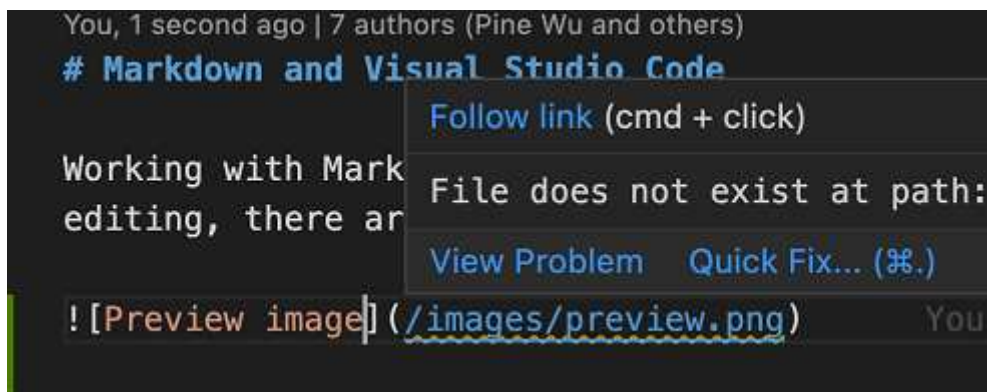 You, 1 second ago | 7 authors (Pine Wu and others)
# Markdown and Visual Studio Code
Follow link (cmd + click)
Working with Mark
File does not exist at path:
editing, there ar
View Problem Quick Fix... (⌘.)
![Preview image](/images/preview.png) You